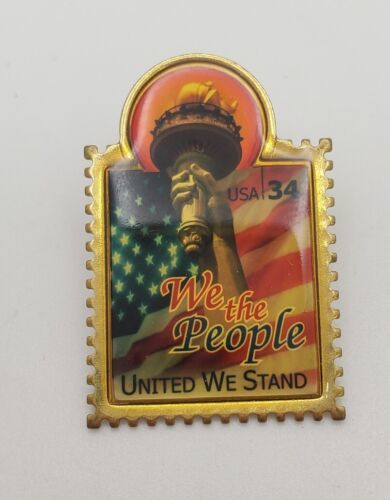 USA 34
We the
People
UNITED WE STAND